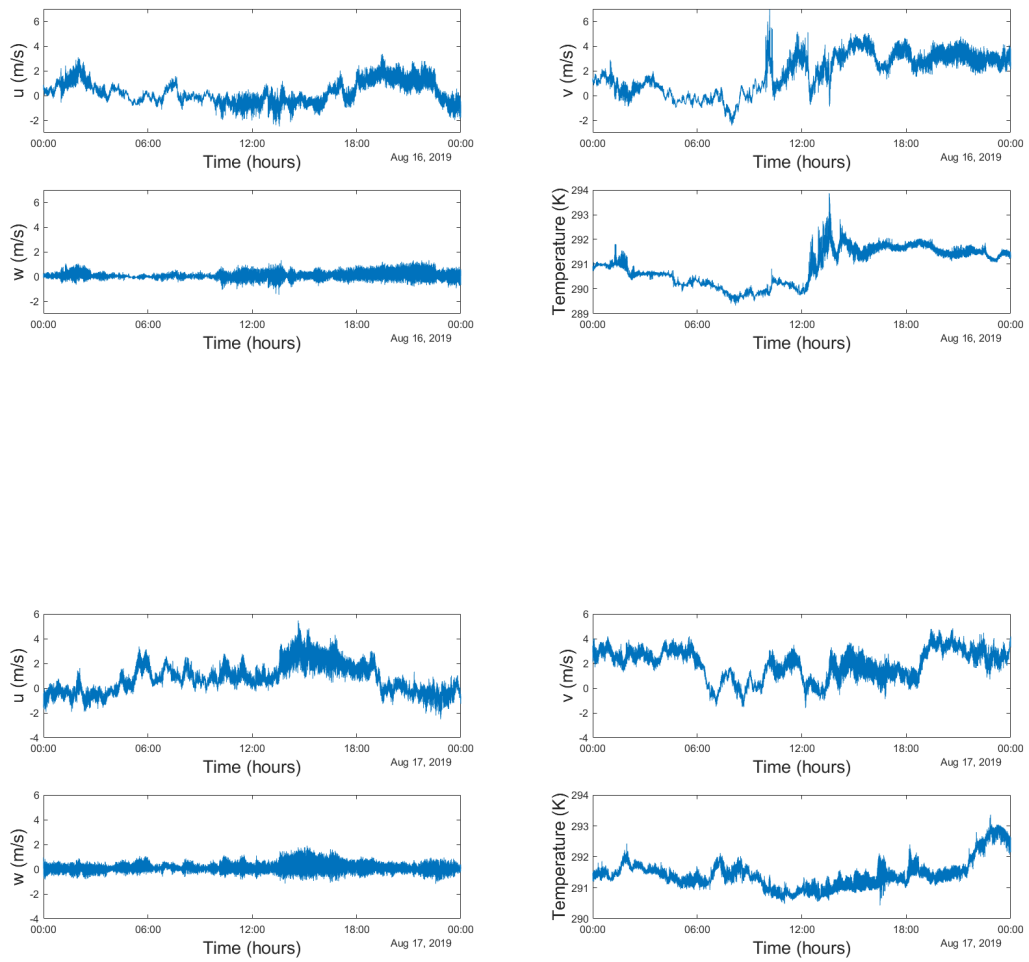 6
4
2
0
-2
u (m/s)
00:00 06:00 12:00 18:00 00:00
Time (hours)
Aug 16, 2019
6
4
2
0
-2
v (m/s)
00:00 06:00 12:00 18:00 00:00
Time (hours)
Aug 16, 2019
6
4
2
0
-2
w (m/s)
00:00 06:00 12:00 18:00 00:00
Time (hours)
Aug 16, 2019
294
293
292
291
290
289
Temperature (K)
00:00 06:00 12:00 18:00 00:00
Time (hours)
Aug 16, 2019
6
4
2
0
-2
-4
u (m/s)
00:00 06:00 12:00 18:00 00:00
Time (hours)
Aug 17, 2019
6
4
2
0
-2
-4
v (m/s)
00:00 06:00 12:00 18:00 00:00
Time (hours)
Aug 17, 2019
6
4
2
0
-2
-4
w (m/s)
00:00 06:00 12:00 18:00 00:00
Time (hours)
Aug 17, 2019
294
293
292
291
290
Temperature (K)
00:00 06:00 12:00 18:00 00:00
Time (hours)
Aug 17, 2019